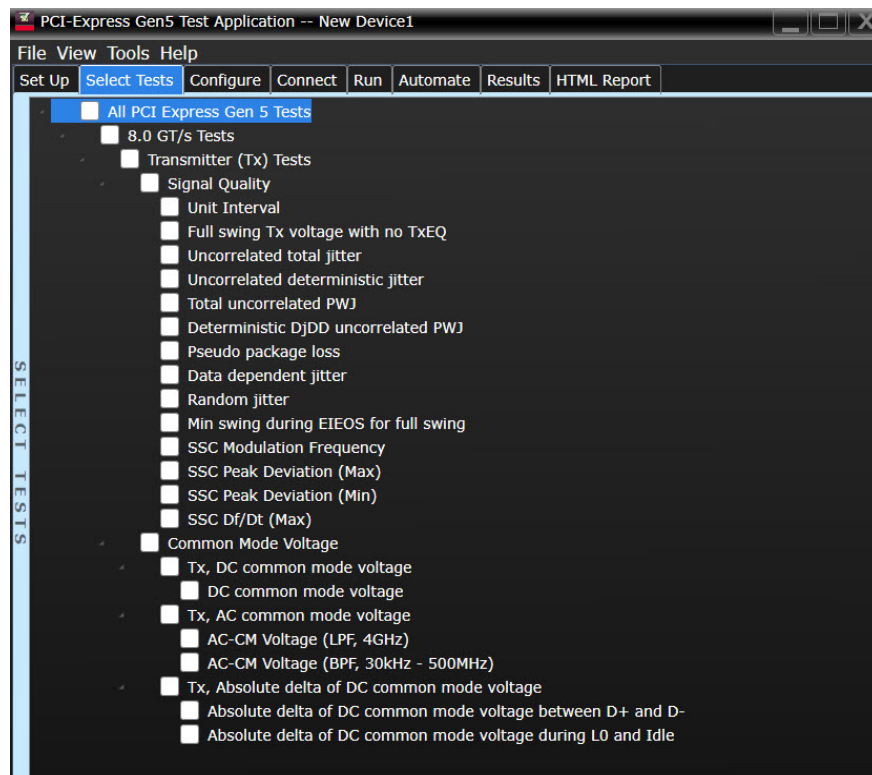 PCI-Express Gen5 Test Application -- New Device1
File View Tools Help
Set Up Select Tests Configure Connect Run Automate Results HTML Report
All PCI Express Gen 5 Tests
8.0 GT/s Tests
Transmitter (Tx) Tests
Signal Quality
Unit Interval
Full swing Tx voltage with no TxEQ
Uncorrelated total jitter
Uncorrelated deterministic jitter
Total uncorrelated PWJ
Deterministic DjDD uncorrelated PWJ
Pseudo package loss
Data dependent jitter
Random jitter
Min swing during EIEOS for full swing
SSC Modulation Frequency
SSC Peak Deviation (Max)
SSC Peak Deviation (Min)
SSC Df/Dt (Max)
Common Mode Voltage
Tx, DC common mode voltage
DC common mode voltage
Tx, AC common mode voltage
AC-CM Voltage (LPF, 4GHz)
AC-CM Voltage (BPF, 30kHz - 500MHz)
Tx, Absolute delta of DC common mode voltage
Absolute delta of DC common mode voltage between D+ and D-
Absolute delta of DC common mode voltage during L0 and Idle
SELECT TESTS